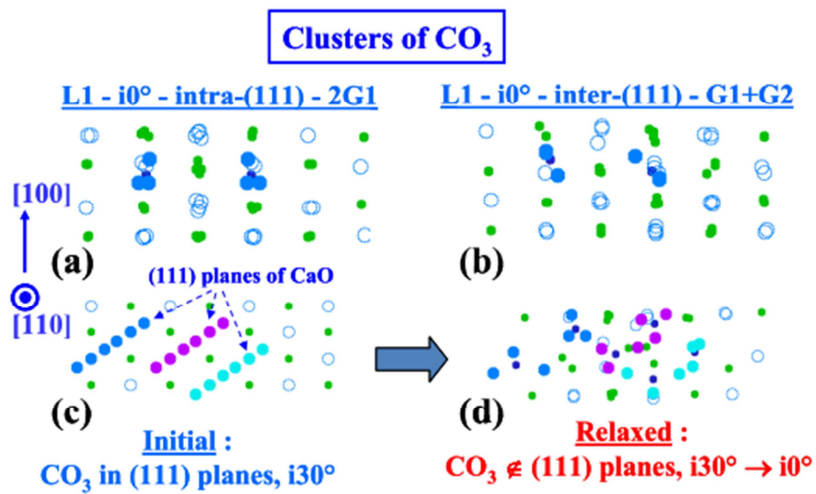 Clusters of CO₃
L1 - i0° - intra-(111) - 2G1
L1 - i0° - inter-(111) - G1+G2
[100]
(a)
(b)
(111) planes of CaO
[110]
(c)
(d)
Initial :
CO₃ in (111) planes, i30°
Relaxed :
CO₃ ∉ (111) planes, i30° → i0°